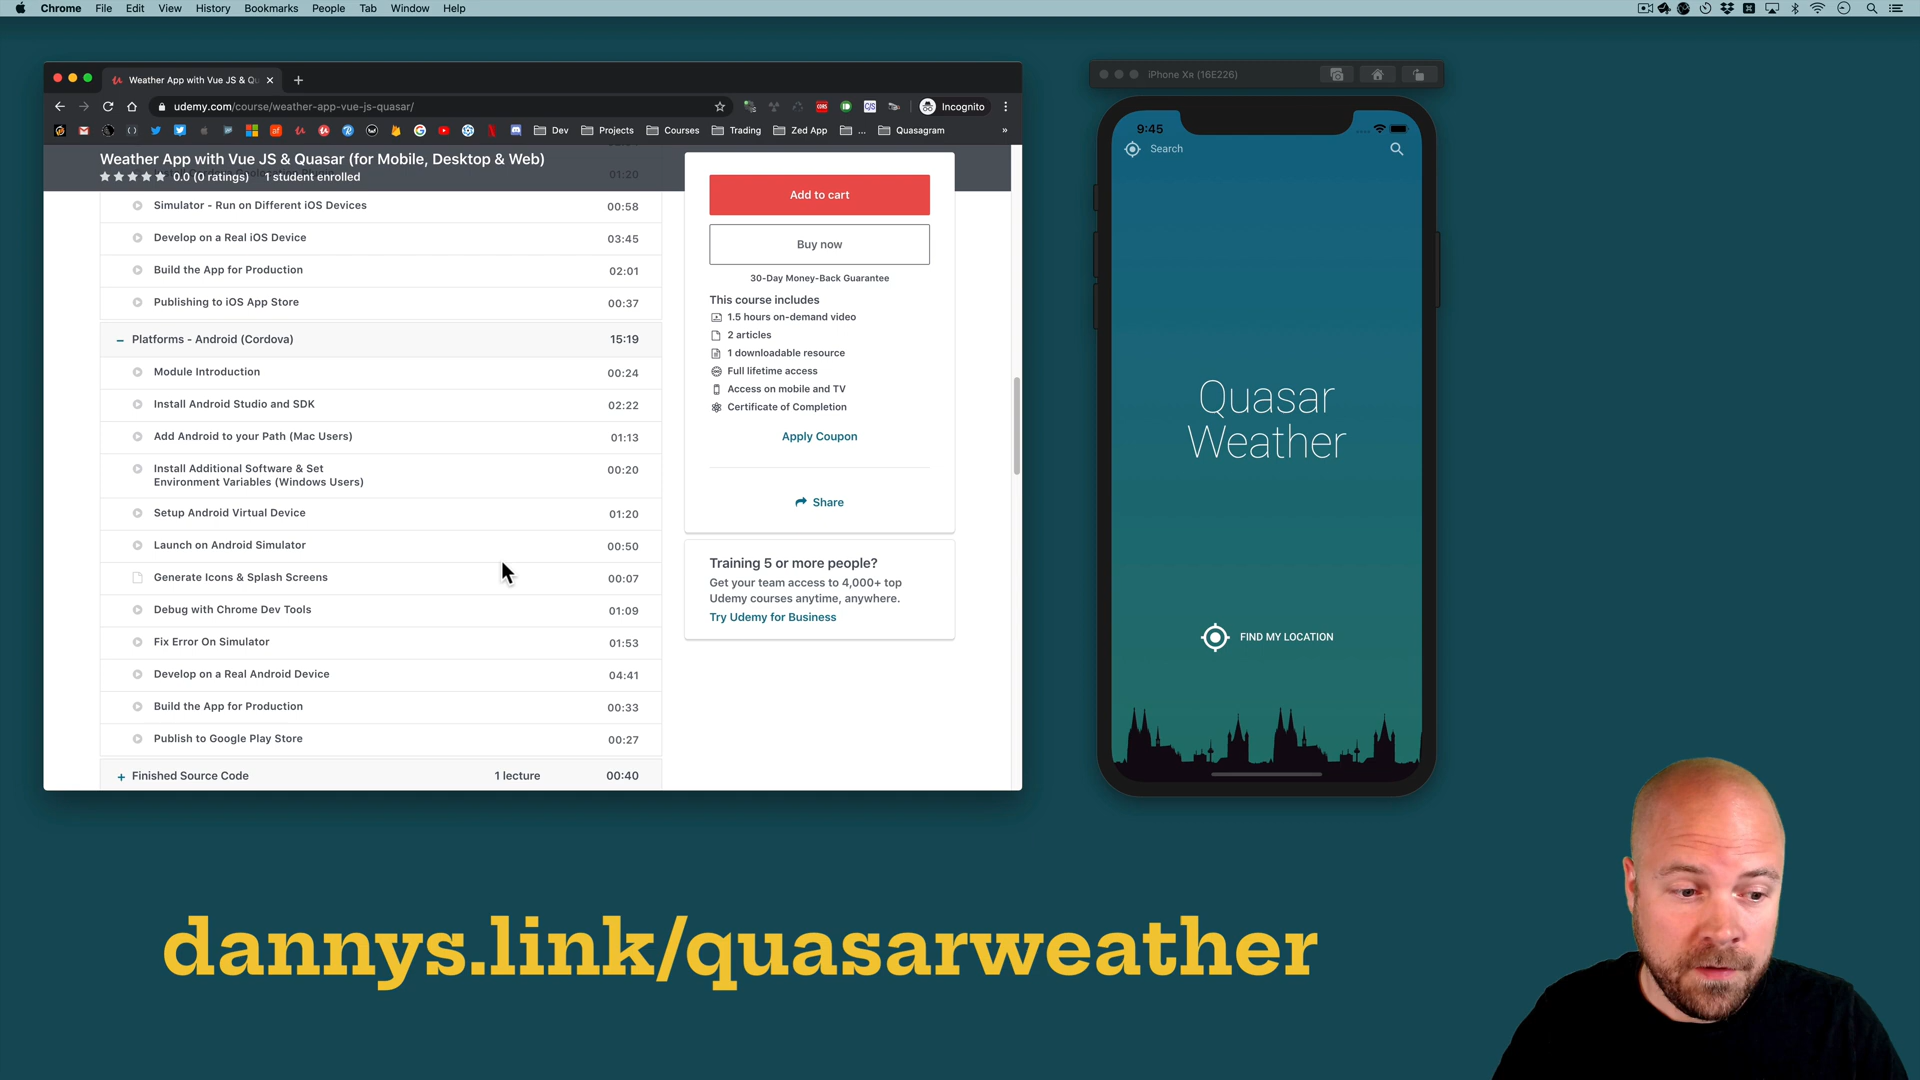 Chrome File Edit View History Bookmarks People Tab Window Help
Weather App with Vue JS & Qu
iPhone Xʀ (16E226)
udemy.com/course/weather-app-vue-js-quasar/
CORS
CJS
Incognito
Dev Projects Courses Trading Zed App ... Quasagram »
Weather App with Vue JS & Quasar (for Mobile, Desktop & Web)
0.0 (0 ratings) 1 student enrolled
01:20
Simulator - Run on Different iOS Devices 00:58
Develop on a Real iOS Device 03:45
Build the App for Production 02:01
Publishing to iOS App Store 00:37
Platforms - Android (Cordova) 15:19
Module Introduction 00:24
Install Android Studio and SDK 02:22
Add Android to your Path (Mac Users) 01:13
Install Additional Software & Set
Environment Variables (Windows Users) 00:20
Setup Android Virtual Device 01:20
Launch on Android Simulator 00:50
Generate Icons & Splash Screens 00:07
Debug with Chrome Dev Tools 01:09
Fix Error On Simulator 01:53
Develop on a Real Android Device 04:41
Build the App for Production 00:33
Publish to Google Play Store 00:27
Finished Source Code 1 lecture 00:40
Add to cart
Buy now
30-Day Money-Back Guarantee
This course includes
1.5 hours on-demand video
2 articles
1 downloadable resource
Full lifetime access
Access on mobile and TV
Certificate of Completion
Apply Coupon
Share
Training 5 or more people?
Get your team access to 4,000+ top
Udemy courses anytime, anywhere.
Try Udemy for Business
9:45
Search
Quasar
Weather
FIND MY LOCATION
dannys.link/quasarweather